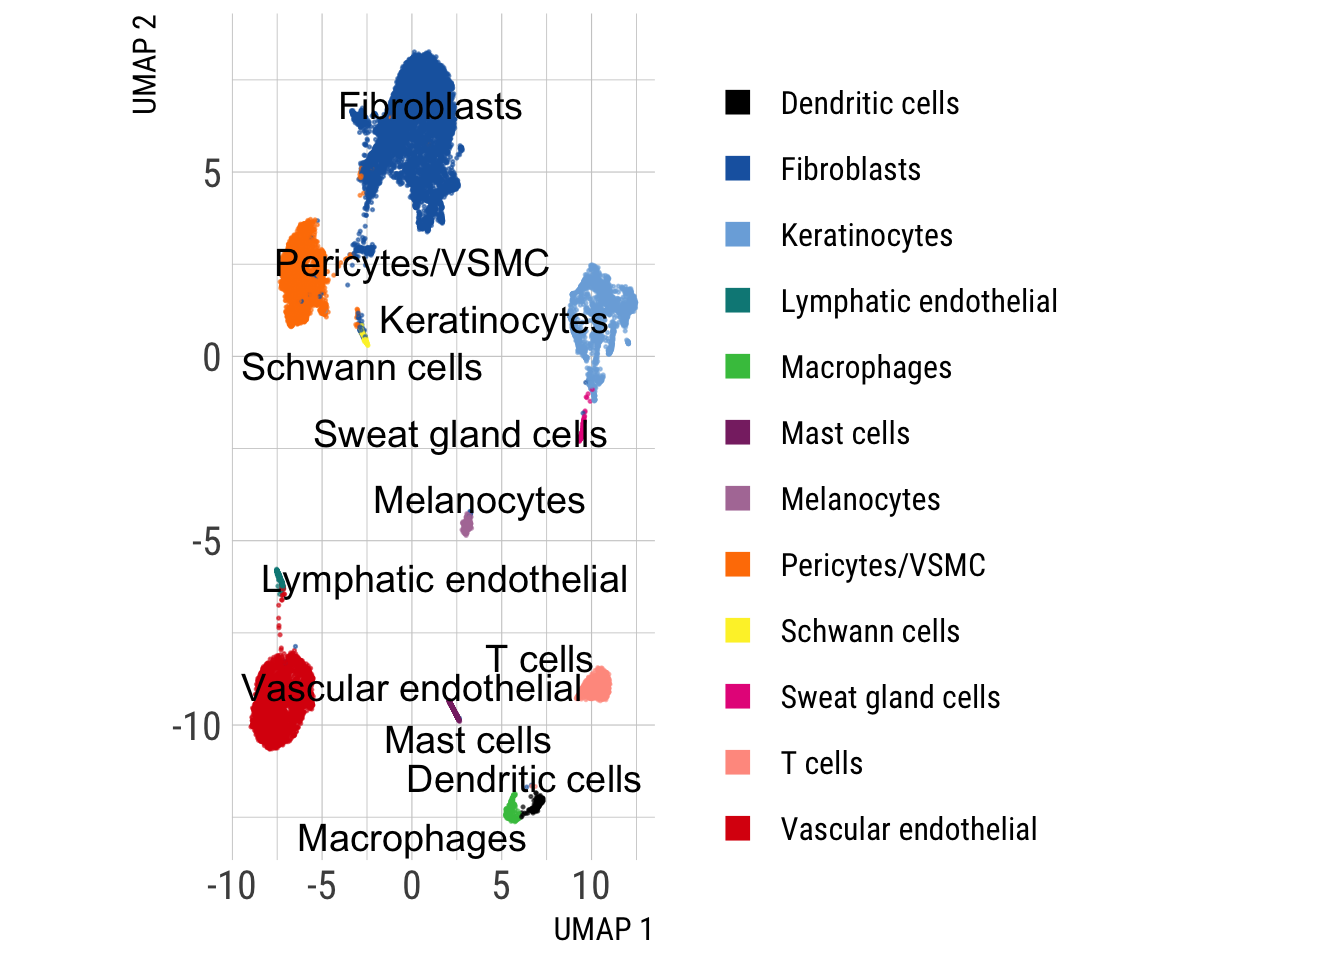 UMAP 2
Fibroblasts
5
Pericytes/VSMC
Keratinocytes
0
Schwann cells
Sweat gland cells
Melanocytes
-5
Lymphatic endothelial
T cells
Vascular endothelial
-10
Mast cells
Dendritic cells
Macrophages
-10 -5 0 5 10
UMAP 1
Dendritic cells
Fibroblasts
Keratinocytes
Lymphatic endothelial
Macrophages
Mast cells
Melanocytes
Pericytes/VSMC
Schwann cells
Sweat gland cells
T cells
Vascular endothelial